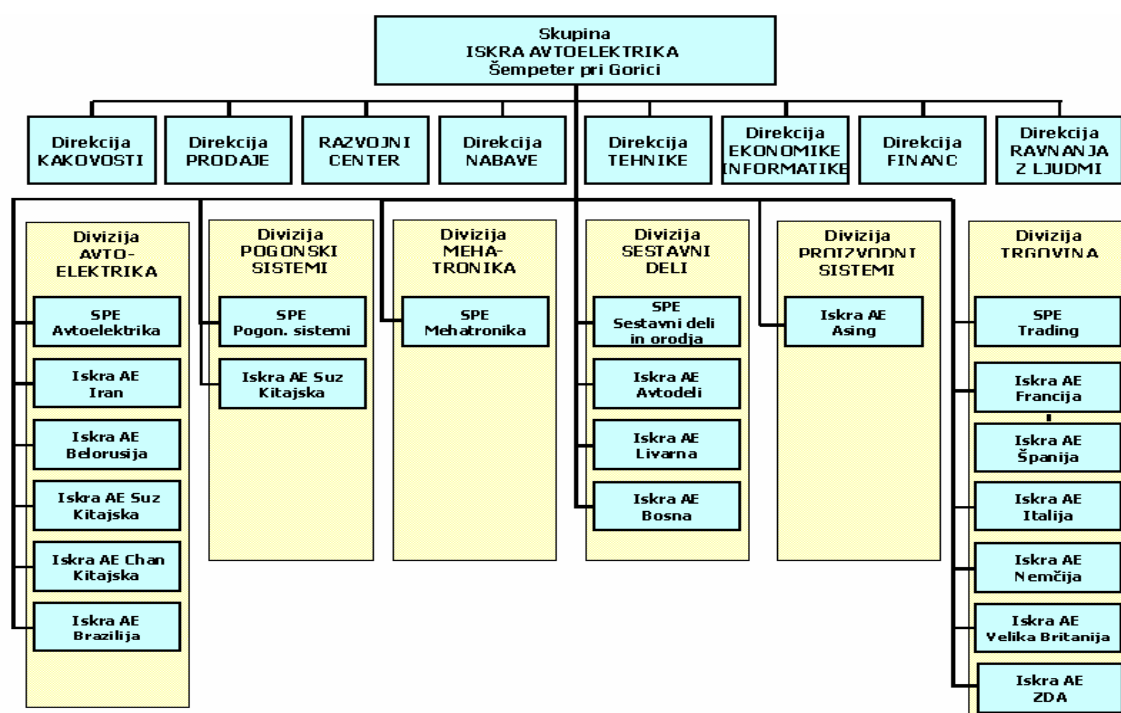 Skupina
ISKRA AVTOELEKTRIKA
Šempeter pri Gorici
Direkcija
KAKOVOSTI
Direkcija
PRODAJE
RAZVOJNI
CENTER
Direkcija
NABAVE
Direkcija
TEHNIKE
Direkcija
EKONOMIKE
INFORMATIKE
Direkcija
FINANC
Direkcija
RAVNANJA
Z LJUDMI
Divizija
AVTO-
ELEKTRIKA
SPE
Avtoelektrika
Iskra AE
Iran
Iskra AE
Belorusija
Iskra AE Suz
Kitajska
Iskra AE Chan
Kitajska
Iskra AE
Brazilija
Divizija
POGONSKI
SISTEMI
SPE
Pogon. sistemi
Iskra AE Suz
Kitajska
Divizija
MEHA-
TRONIKA
SPE
Mehatronika
Divizija
SESTAVNI
DELI
SPE
Sestavni deli
in orodja
Iskra AE
Avtodeli
Iskra AE
Livarna
Iskra AE
Bosna
Divizija
PROIZVODNI
SISTEMI
Iskra AE
Asing
Divizija
TRGOVINA
SPE
Trading
Iskra AE
Francija
Iskra AE
Španija
Iskra AE
Italija
Iskra AE
Nemčija
Iskra AE
Velika Britanija
Iskra AE
ZDA